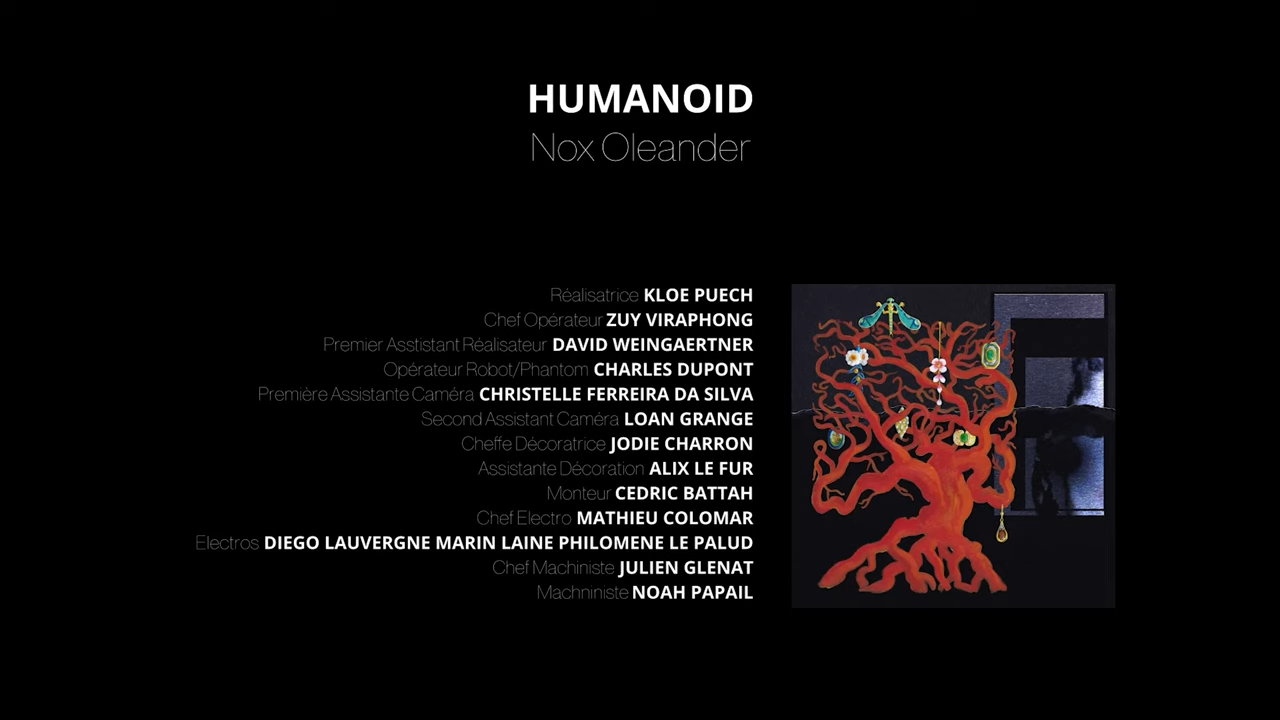 HUMANOID
Nox Oleander
Réalisatrice KLOE PUECH
Chef Opérateur ZUY VIRAPHONG
Premier Asstistant Réalisateur DAVID WEINGAERTNER
Opérateur Robot/Phantom CHARLES DUPONT
Première Assistante Caméra CHRISTELLE FERREIRA DA SILVA
Second Assistant Caméra LOAN GRANGE
Cheffe Décoratrice JODIE CHARRON
Assistante Décoration ALIX LE FUR
Monteur CEDRIC BATTAH
Chef Electro MATHIEU COLOMAR
Electros DIEGO LAUVERGNE MARIN LAINE PHILOMENE LE PALUD
Chef Machiniste JULIEN GLENAT
Machniniste NOAH PAPAIL